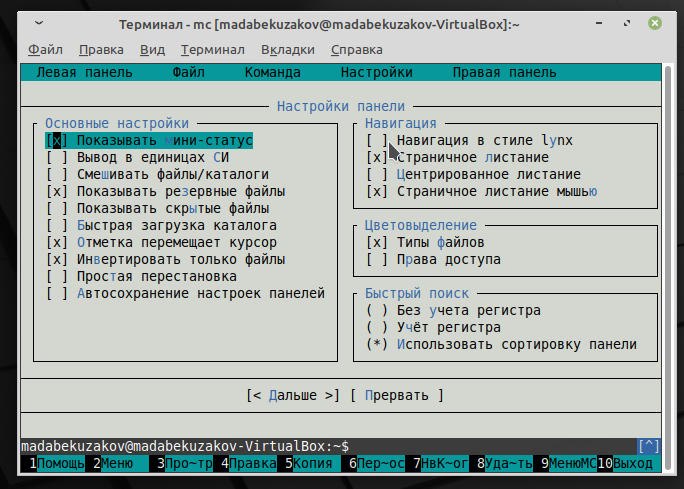 Терминал - mc [madabekuzakov@madabekuzakov-VirtualBox]:~
Файл Правка Вид Терминал Вкладки Справка
Левая панель Файл Команда Настройки Правая панель
Настройки панели
Основные настройки
[x] Показывать мини-статус
[ ] Вывод в единицах СИ
[ ] Смешивать файлы/каталоги
[x] Показывать резервные файлы
[ ] Показывать скрытые файлы
[ ] Быстрая загрузка каталога
[x] Отметка перемещает курсор
[x] Инвертировать только файлы
[ ] Простая перестановка
[ ] Автосохранение настроек панелей
Навигация
[ ] Навигация в стиле lynx
[x] Страничное листание
[ ] Центрированное листание
[x] Страничное листание мышью
Цветовыделение
[x] Типы файлов
[ ] Права доступа
Быстрый поиск
( ) Без учета регистра
( ) Учёт регистра
(*) Использовать сортировку панели
[< Дальше >] [ Прервать ]
madabekuzakov@madabekuzakov-VirtualBox:~$ [^]
1Помощь 2Меню 3Про~тр 4Правка 5Копия 6Пер~ос 7НвК~ог 8Уда~ть 9МенюMC 10Выход